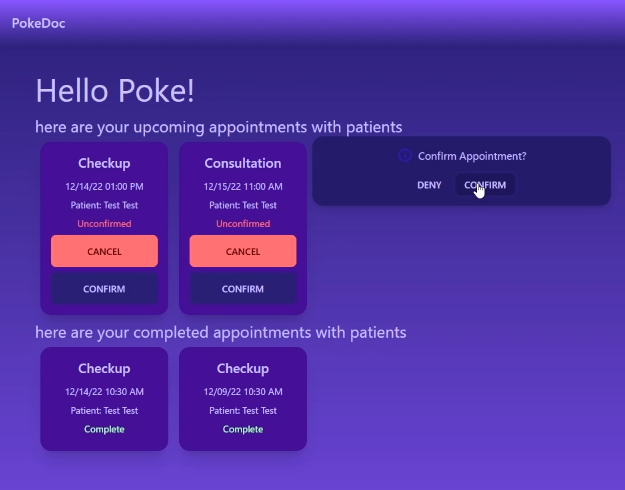 PokeDoc
Hello Poke!
here are your upcoming appointments with patients
Checkup
12/14/22 01:00 PM
Patient: Test Test
Unconfirmed
CANCEL
CONFIRM
Consultation
12/15/22 11:00 AM
Patient: Test Test
Unconfirmed
CANCEL
CONFIRM
Confirm Appointment?
DENY CONFIRM
here are your completed appointments with patients
Checkup
12/14/22 10:30 AM
Patient: Test Test
Complete
Checkup
12/09/22 10:30 AM
Patient: Test Test
Complete